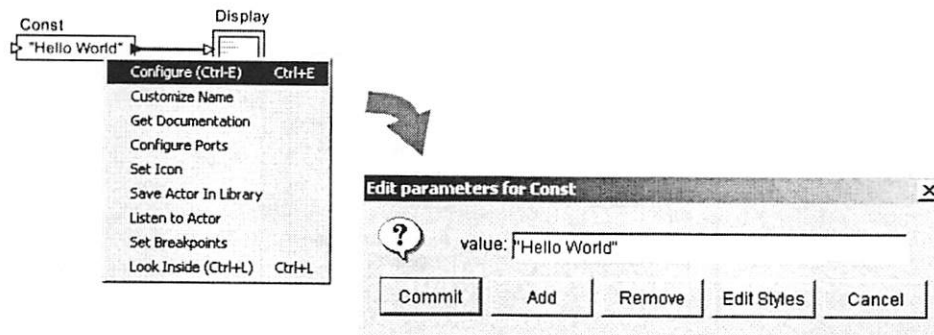 Const
Display
"Hello World"
Configure (Ctrl-E) Ctrl+E
Customize Name
Get Documentation
Configure Ports
Set Icon
Save Actor In Library
Listen to Actor
Set Breakpoints
Look Inside (Ctrl+L) Ctrl+L
Edit parameters for Const
?
value: "Hello World"
Commit Add Remove Edit Styles Cancel